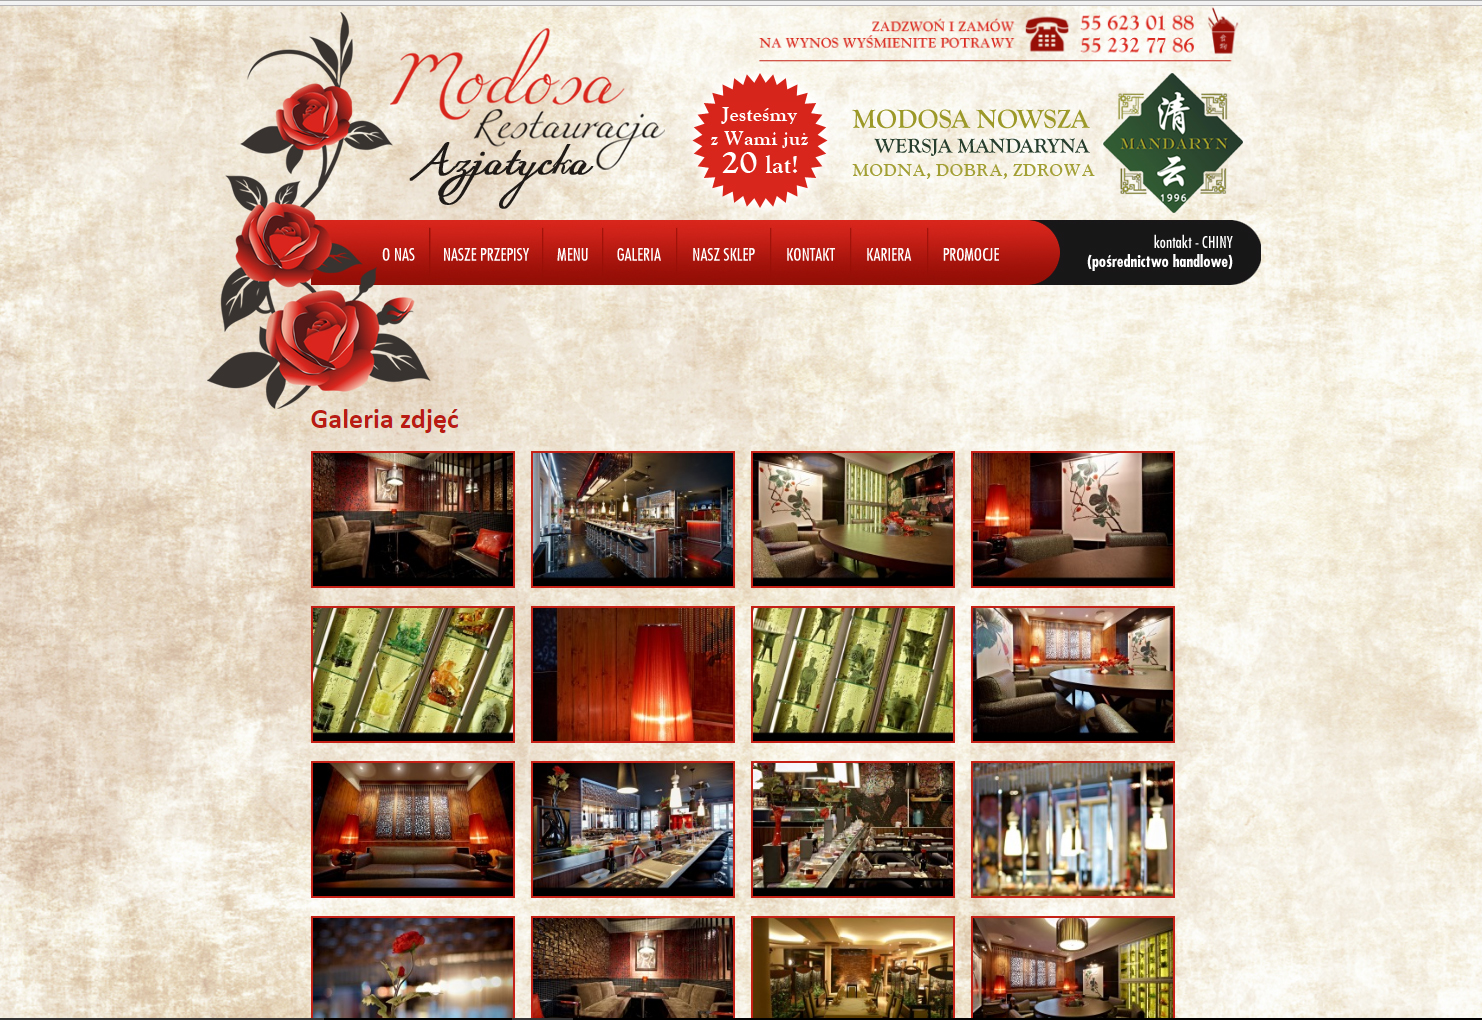 ZADZWOŃ I ZAMÓW
NA WYNOS WYŚMIENITE POTRAWY
55 623 01 88
55 232 77 86
Modosa
Restauracja
Azjatycka
Jesteśmy
z Wami już
20 lat!
MODOSA NOWSZA
WERSJA MANDARYNA
MODNA, DOBRA, ZDROWA
清
MANDARYN
云
1996
O NAS
NASZE PRZEPISY
MENU
GALERIA
NASZ SKLEP
KONTAKT
KARIERA
PROMOCJE
kontakt - CHINY
(pośrednictwo handlowe)
Galeria zdjęć